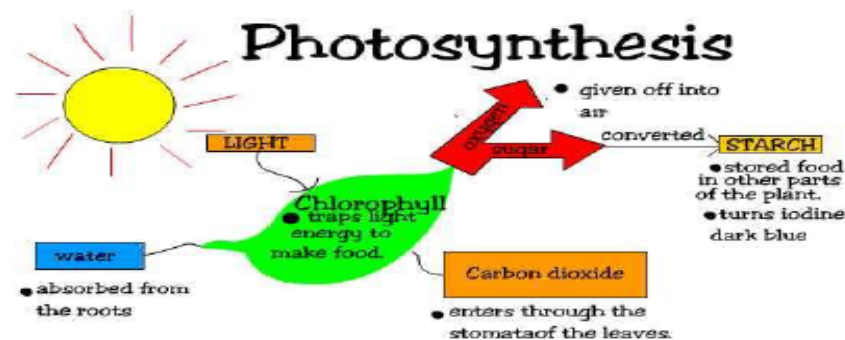 Photosynthesis
oxygen
• given off into
air
sugar
converted
STARCH
• stored food
in other parts
of the plant.
• turns iodine
dark blue
LIGHT
Chlorophyll
• traps light
energy to
make food.
water
• absorbed from
the roots
Carbon dioxide
• enters through the
stomataof the leaves.